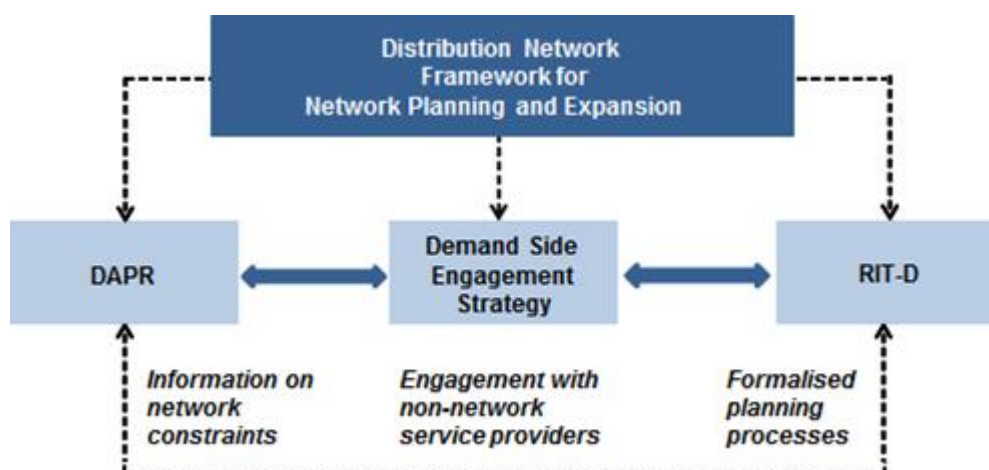 Distribution Network
Framework for
Network Planning and Expansion
DAPR
Demand Side
Engagement
Strategy
RIT-D
Information on
network
constraints
Engagement with
non-network
service providers
Formalised
planning
processes